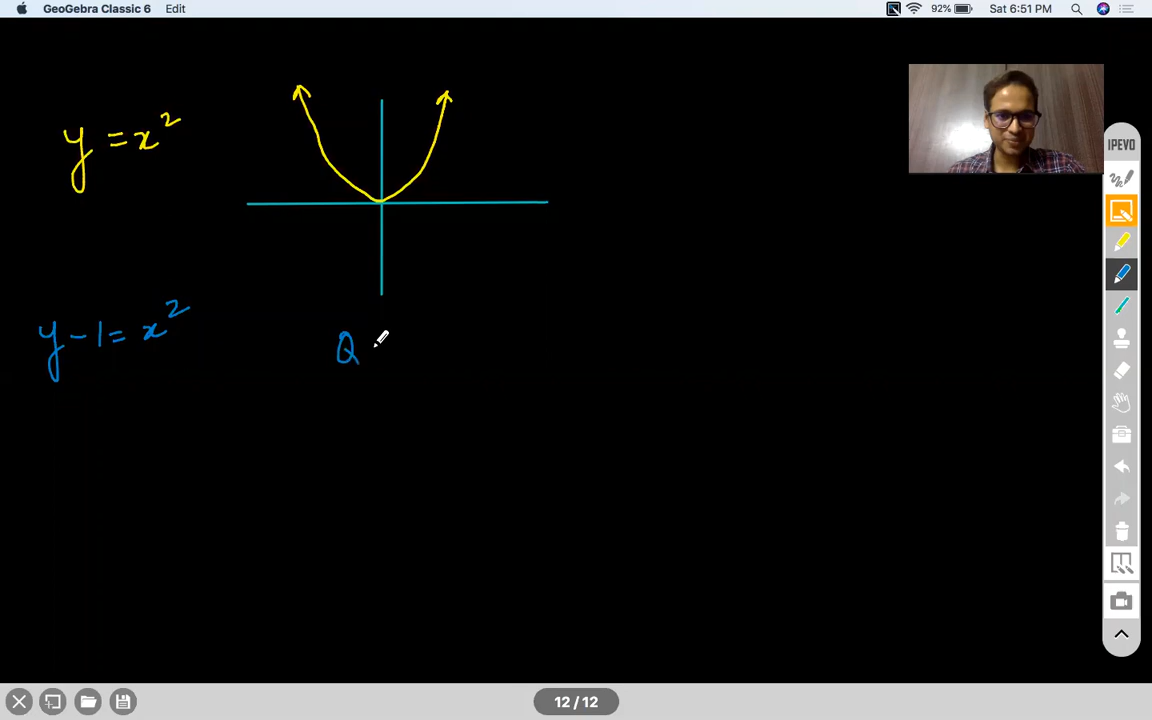 GeoGebra Classic 6 Edit 92% Sat 6:51 PM
y = x²
IPEVO
y - 1 = x²
Q
12 / 12